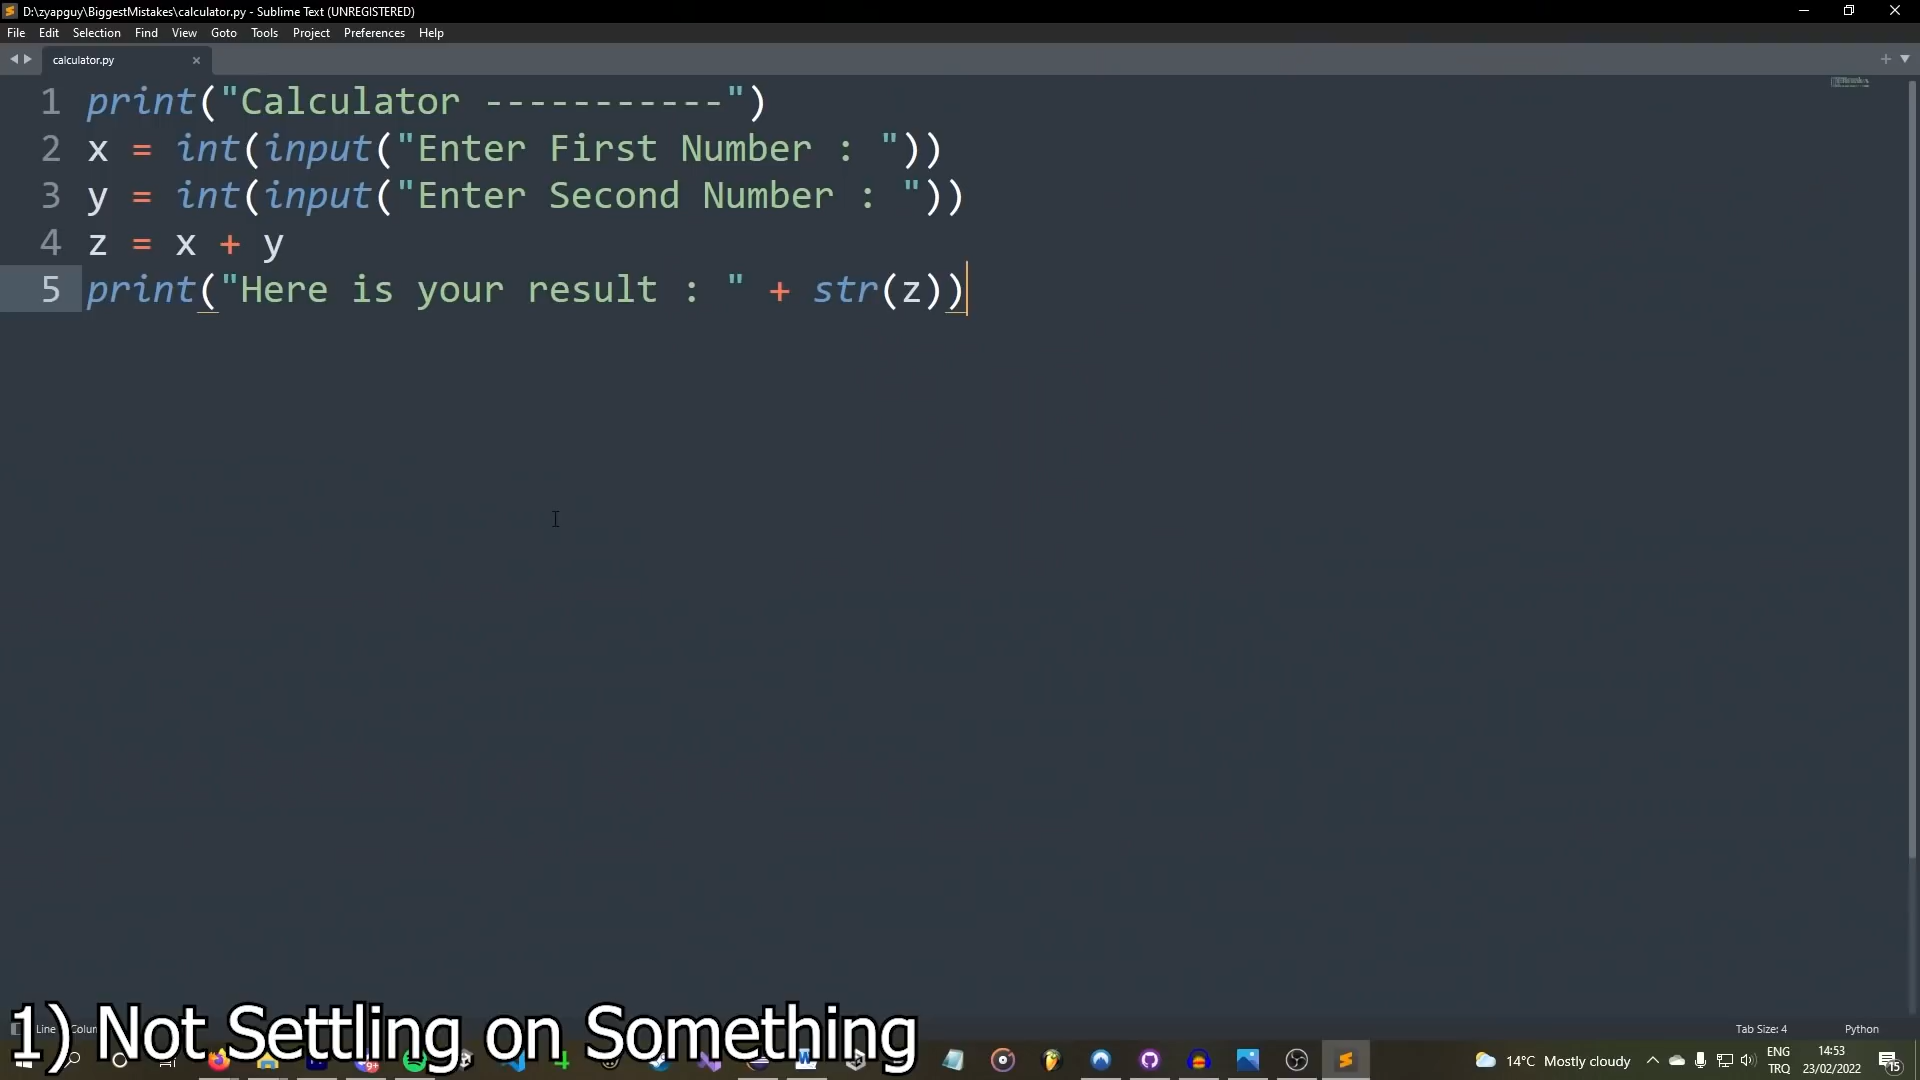 D:\zyapguy\BiggestMistakes\calculator.py - Sublime Text (UNREGISTERED)
File Edit Selection Find View Goto Tools Project Preferences Help
calculator.py
1 print("Calculator -----------")
2 x = int(input("Enter First Number : "))
3 y = int(input("Enter Second Number : "))
4 z = x + y
5 print("Here is your result : " + str(z))
1) Not Settling on Something
Line
Tab Size: 4 Python
9+
14°C Mostly cloudy
ENG
TRQ
14:53
23/02/2022
15